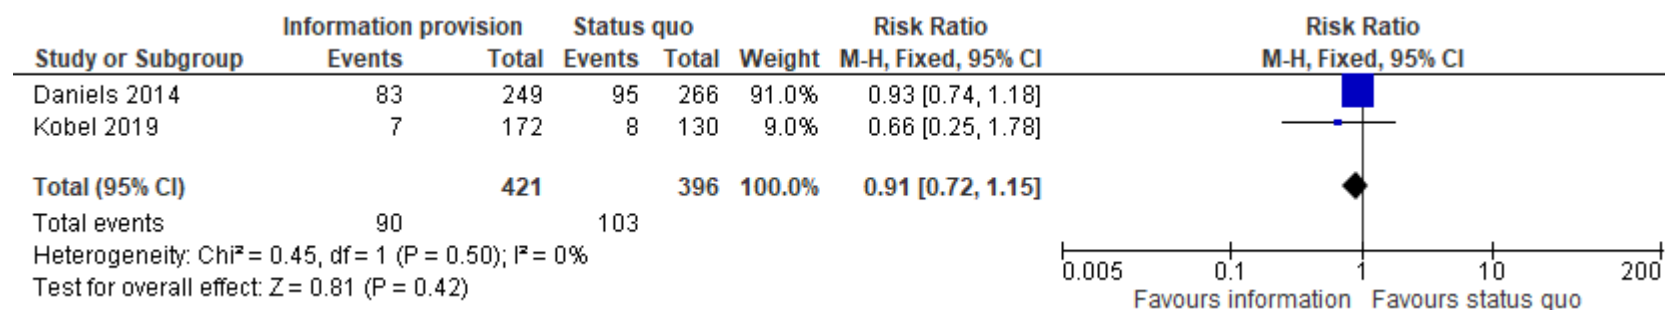 Information provision Status quo Risk Ratio Risk Ratio
Study or Subgroup Events Total Events Total Weight M-H, Fixed, 95% CI M-H, Fixed, 95% CI
Daniels 2014 83 249 95 266 91.0% 0.93 [0.74, 1.18]
Kobel 2019 7 172 8 130 9.0% 0.66 [0.25, 1.78]
Total (95% CI) 421 396 100.0% 0.91 [0.72, 1.15]
Total events 90 103
Heterogeneity: Chi² = 0.45, df = 1 (P = 0.50); I² = 0%
Test for overall effect: Z = 0.81 (P = 0.42)
0.005 0.1 1 10 200
Favours information Favours status quo